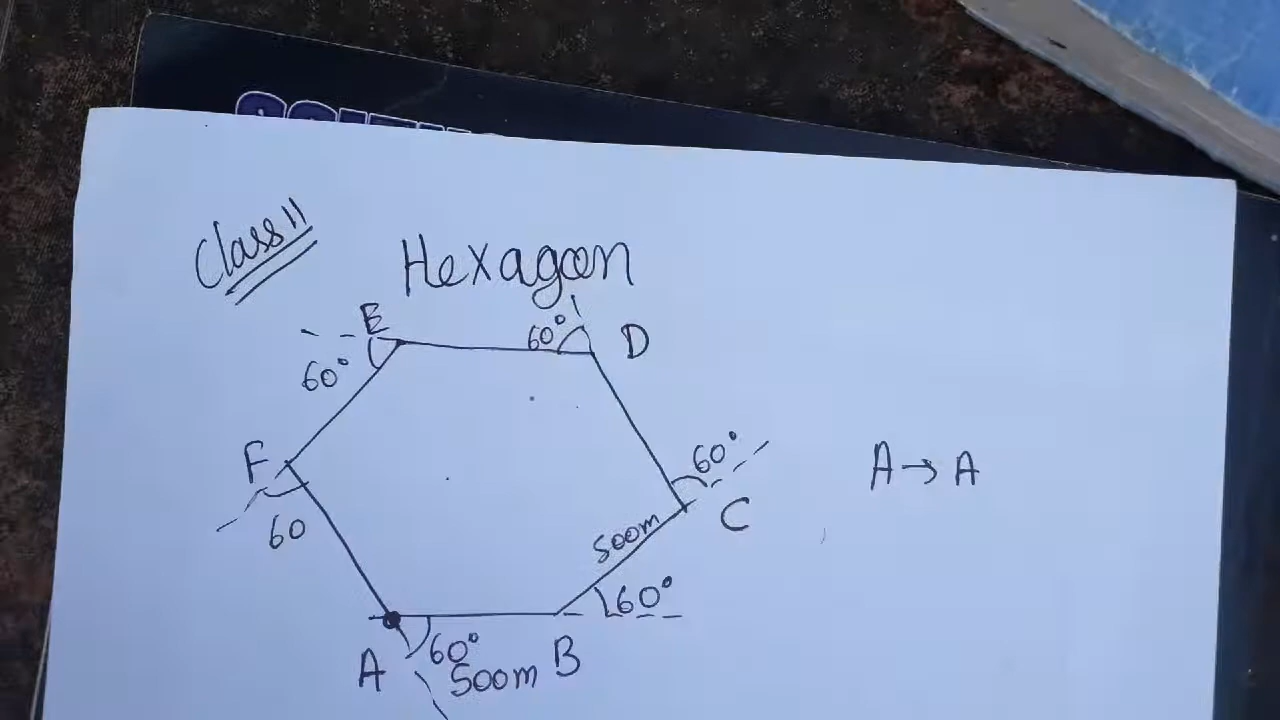 Class 11
Hexagon
E
60°
D
60°
F
60°
A → A
C
500m
60
60°
A
60°
B
500m